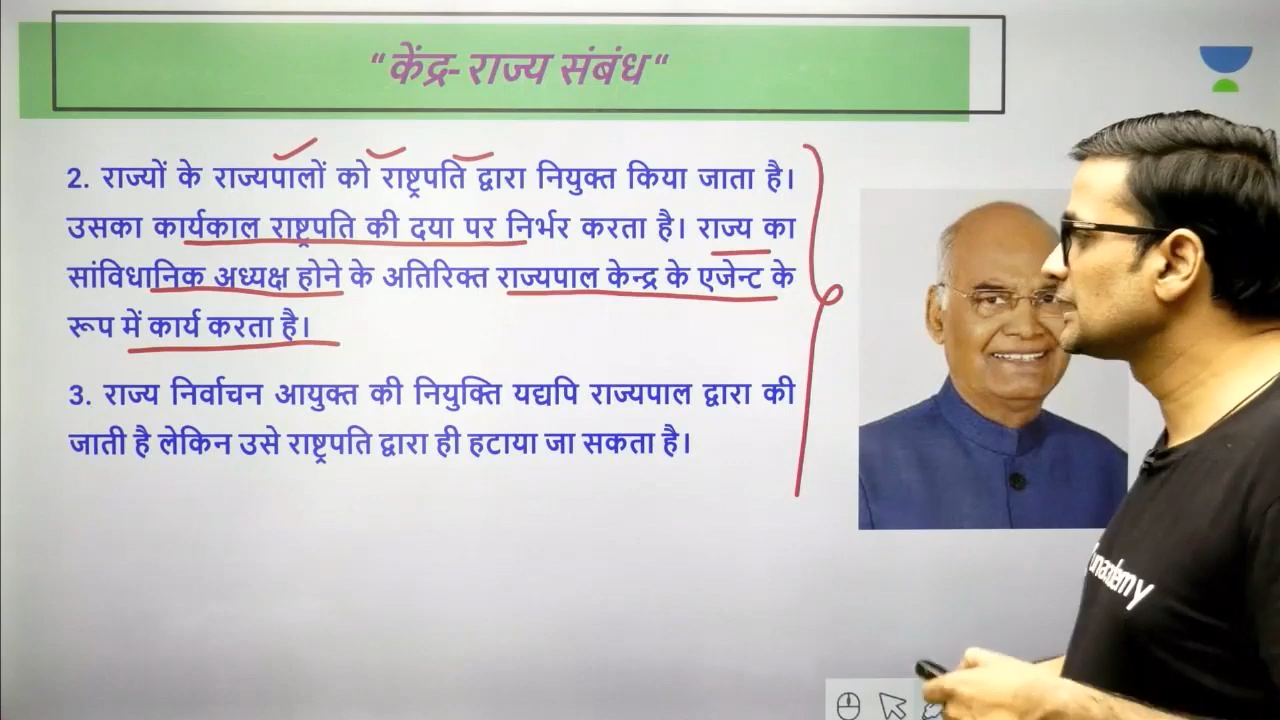 “केंद्र- राज्य संबंध“
2. राज्यों के राज्यपालों को राष्ट्रपति द्वारा नियुक्त किया जाता है।
उसका कार्यकाल राष्ट्रपति की दया पर निर्भर करता है। राज्य का
सांविधानिक अध्यक्ष होने के अतिरिक्त राज्यपाल केन्द्र के एजेन्ट के
रूप में कार्य करता है।
3. राज्य निर्वाचन आयुक्त की नियुक्ति यद्यपि राज्यपाल द्वारा की
जाती है लेकिन उसे राष्ट्रपति द्वारा ही हटाया जा सकता है।
unacademy